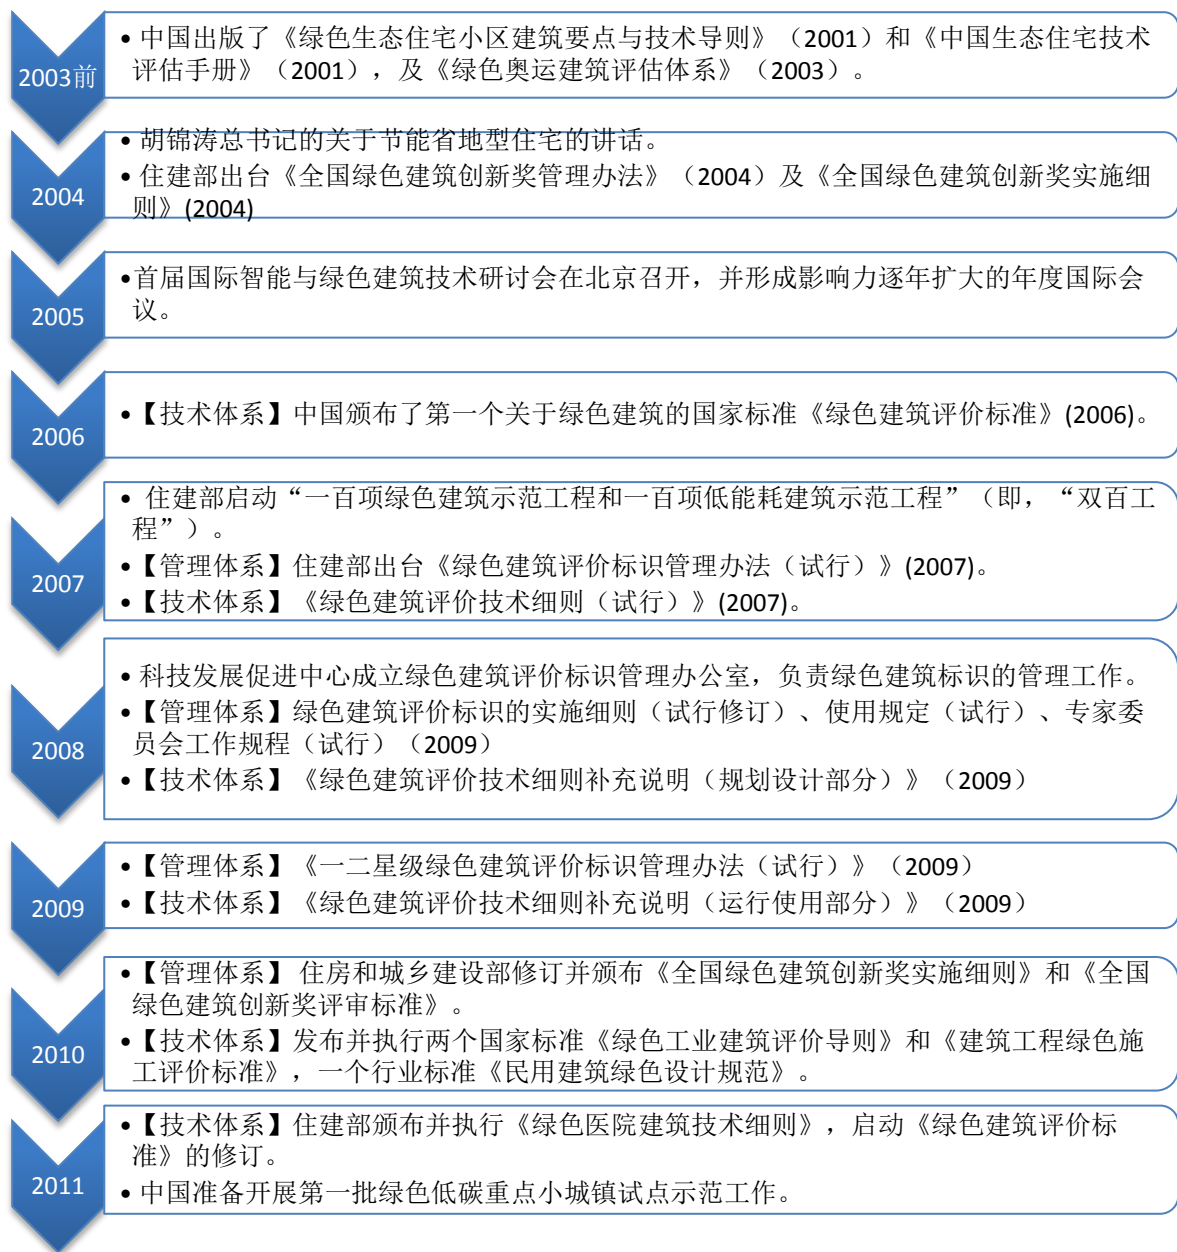 2003前
• 中国出版了《绿色生态住宅小区建筑要点与技术导则》（2001）和《中国生态住宅技术
评估手册》（2001），及《绿色奥运建筑评估体系》（2003）。
2004
• 胡锦涛总书记的关于节能省地型住宅的讲话。
• 住建部出台《全国绿色建筑创新奖管理办法》（2004）及《全国绿色建筑创新奖实施细
则》(2004)
2005
•首届国际智能与绿色建筑技术研讨会在北京召开，并形成影响力逐年扩大的年度国际会
议。
2006
•【技术体系】中国颁布了第一个关于绿色建筑的国家标准《绿色建筑评价标准》(2006)。
2007
• 住建部启动“一百项绿色建筑示范工程和一百项低能耗建筑示范工程”（即，“双百工
程”）。
•【管理体系】住建部出台《绿色建筑评价标识管理办法（试行）》(2007)。
•【技术体系】《绿色建筑评价技术细则（试行）》(2007)。
2008
• 科技发展促进中心成立绿色建筑评价标识管理办公室，负责绿色建筑标识的管理工作。
•【管理体系】绿色建筑评价标识的实施细则（试行修订）、使用规定（试行）、专家委
员会工作规程（试行）（2009）
•【技术体系】《绿色建筑评价技术细则补充说明（规划设计部分）》（2009）
2009
•【管理体系】《一二星级绿色建筑评价标识管理办法（试行）》（2009）
•【技术体系】《绿色建筑评价技术细则补充说明（运行使用部分）》（2009）
2010
•【管理体系】 住房和城乡建设部修订并颁布《全国绿色建筑创新奖实施细则》和《全国
绿色建筑创新奖评审标准》。
•【技术体系】发布并执行两个国家标准《绿色工业建筑评价导则》和《建筑工程绿色施
工评价标准》，一个行业标准《民用建筑绿色设计规范》。
2011
•【技术体系】住建部颁布并执行《绿色医院建筑技术细则》，启动《绿色建筑评价标
准》的修订。
• 中国准备开展第一批绿色低碳重点小城镇试点示范工作。